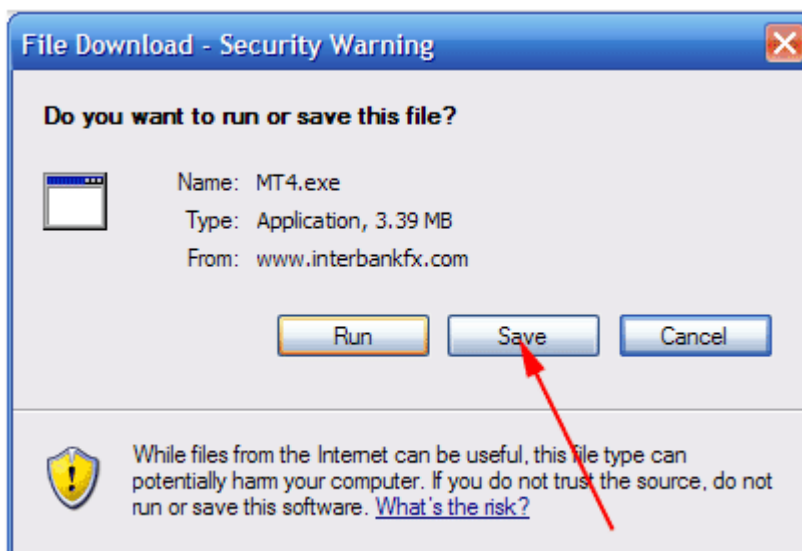 File Download - Security Warning
Do you want to run or save this file?
Name: MT4.exe
Type: Application, 3.39 MB
From: www.interbankfx.com
Run Save Cancel
While files from the Internet can be useful, this file type can
potentially harm your computer. If you do not trust the source, do not
run or save this software. What's the risk?